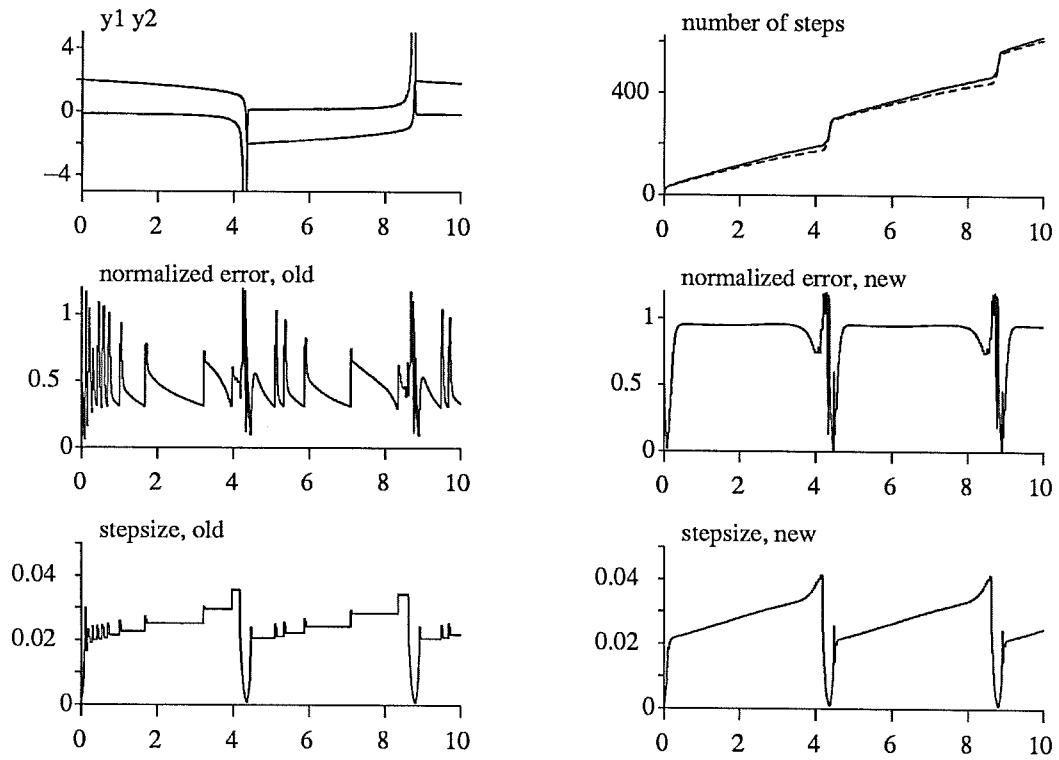 y1 y2
4
0
−4
0 2 4 6 8 10
number of steps
400
0
0 2 4 6 8 10
normalized error, old
1
0.5
0
0 2 4 6 8 10
normalized error, new
1
0.5
0
0 2 4 6 8 10
stepsize, old
0.04
0.02
0
0 2 4 6 8 10
stepsize, new
0.04
0.02
0
0 2 4 6 8 10